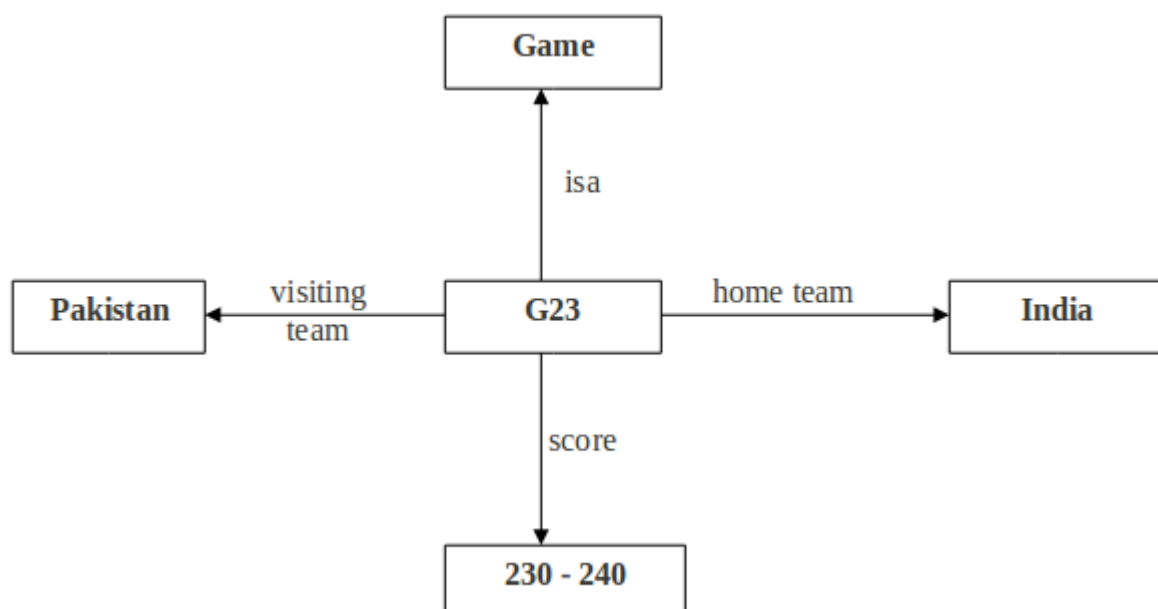 Game
isa
Pakistan
visiting
team
G23
home team
India
score
230 - 240